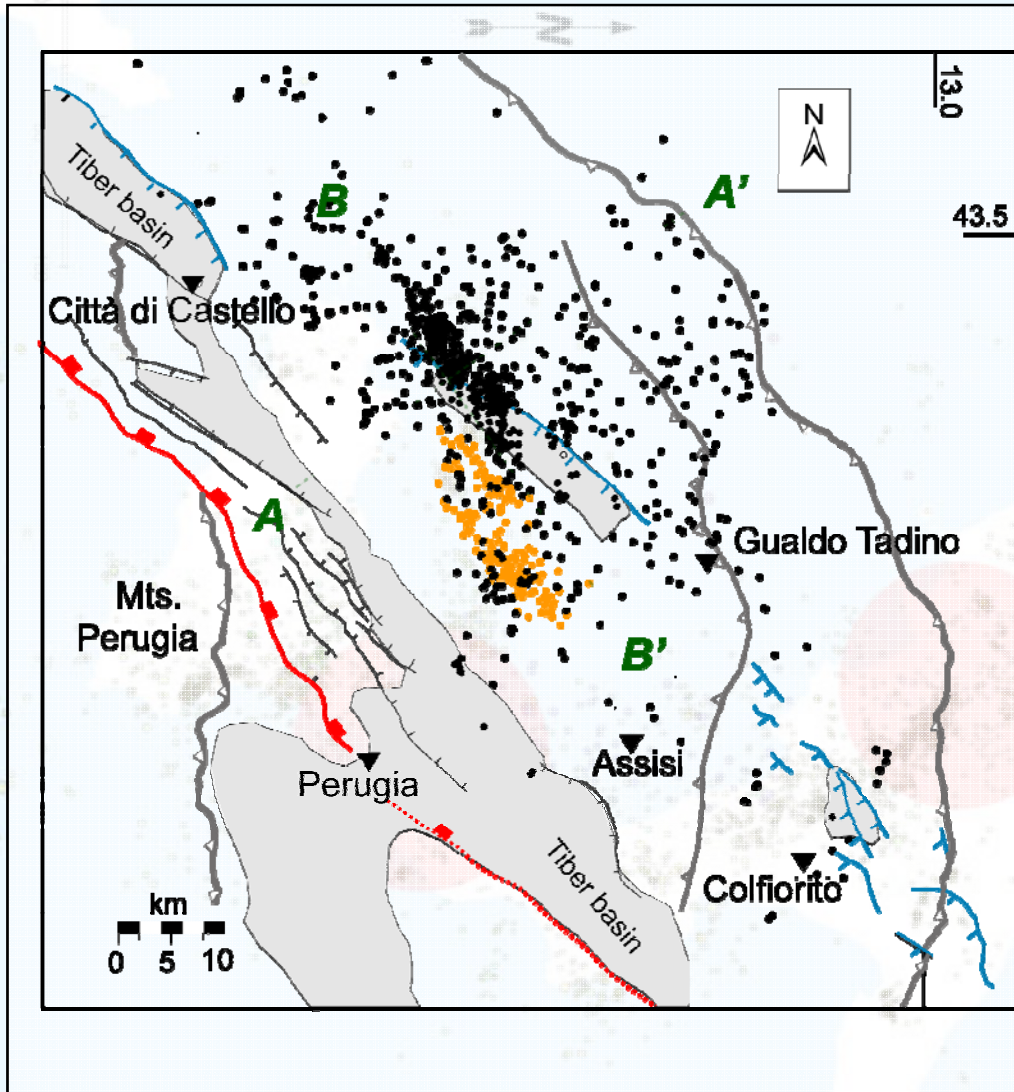 N
13.0
N
A'
43.5
B
Tiber basin
Città di Castello
A
Gualdo Tadino
Mts.
Perugia
B'
Assisi
Perugia
Tiber basin
Colfiorito
km
0 5 10